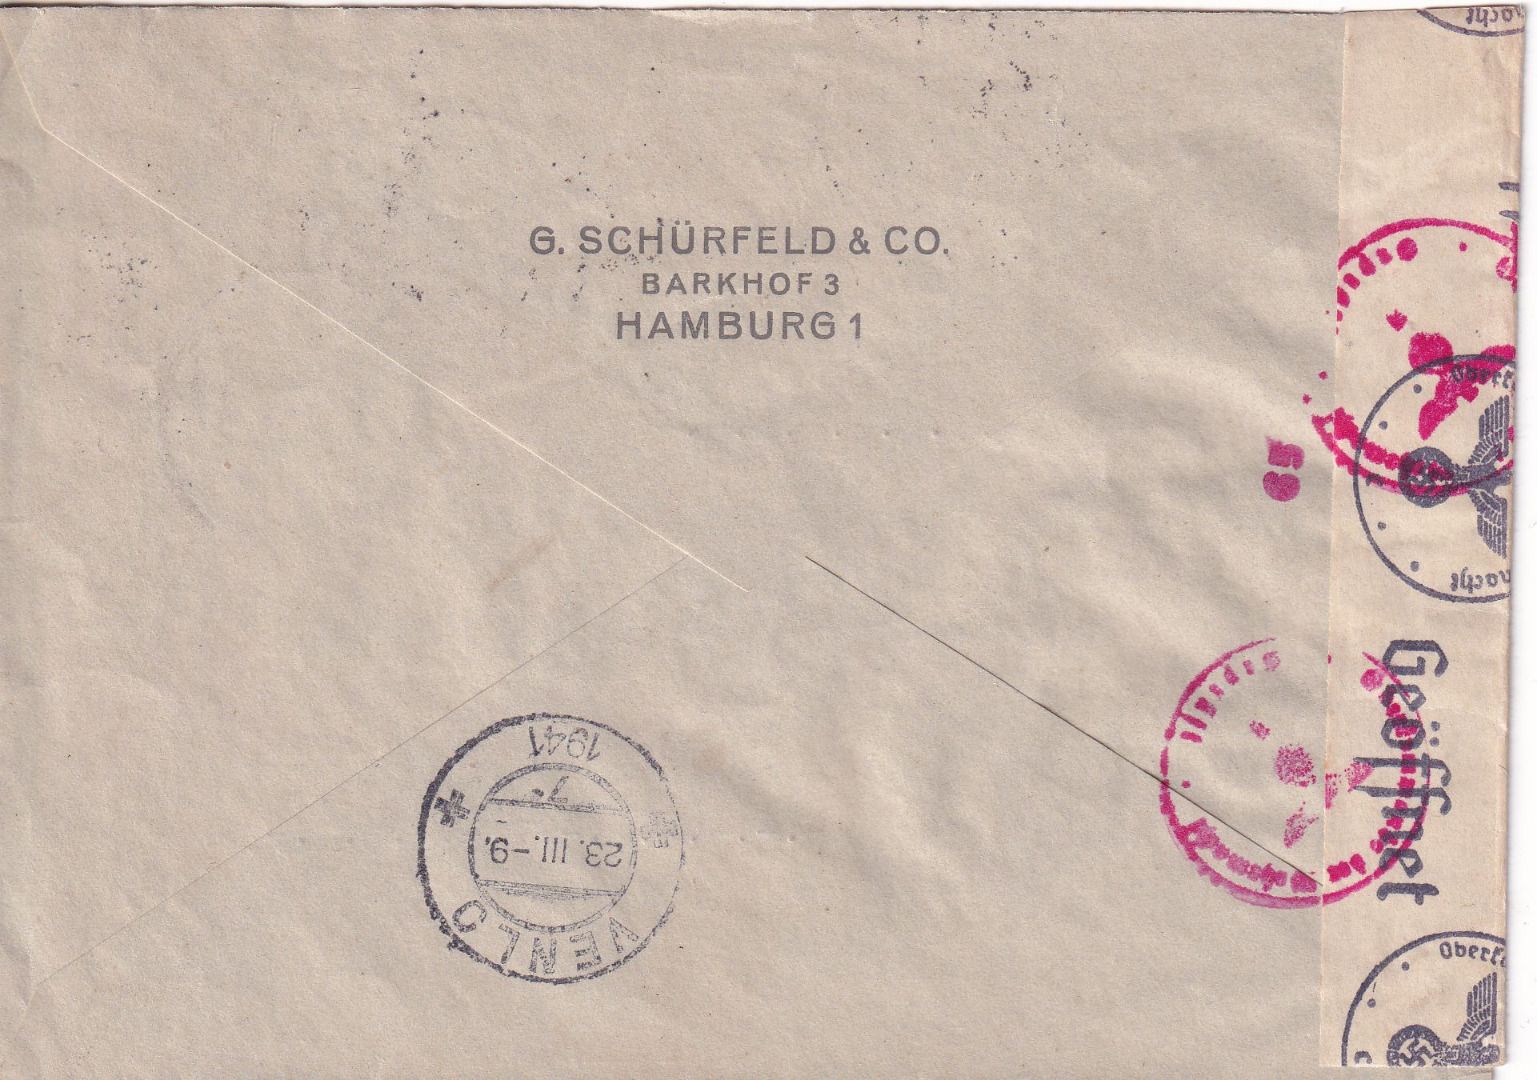 G. SCHÜRFELD & CO.
BARKHOF 3
HAMBURG 1
VENLO
23. III. -9.
1941
Geöffnet